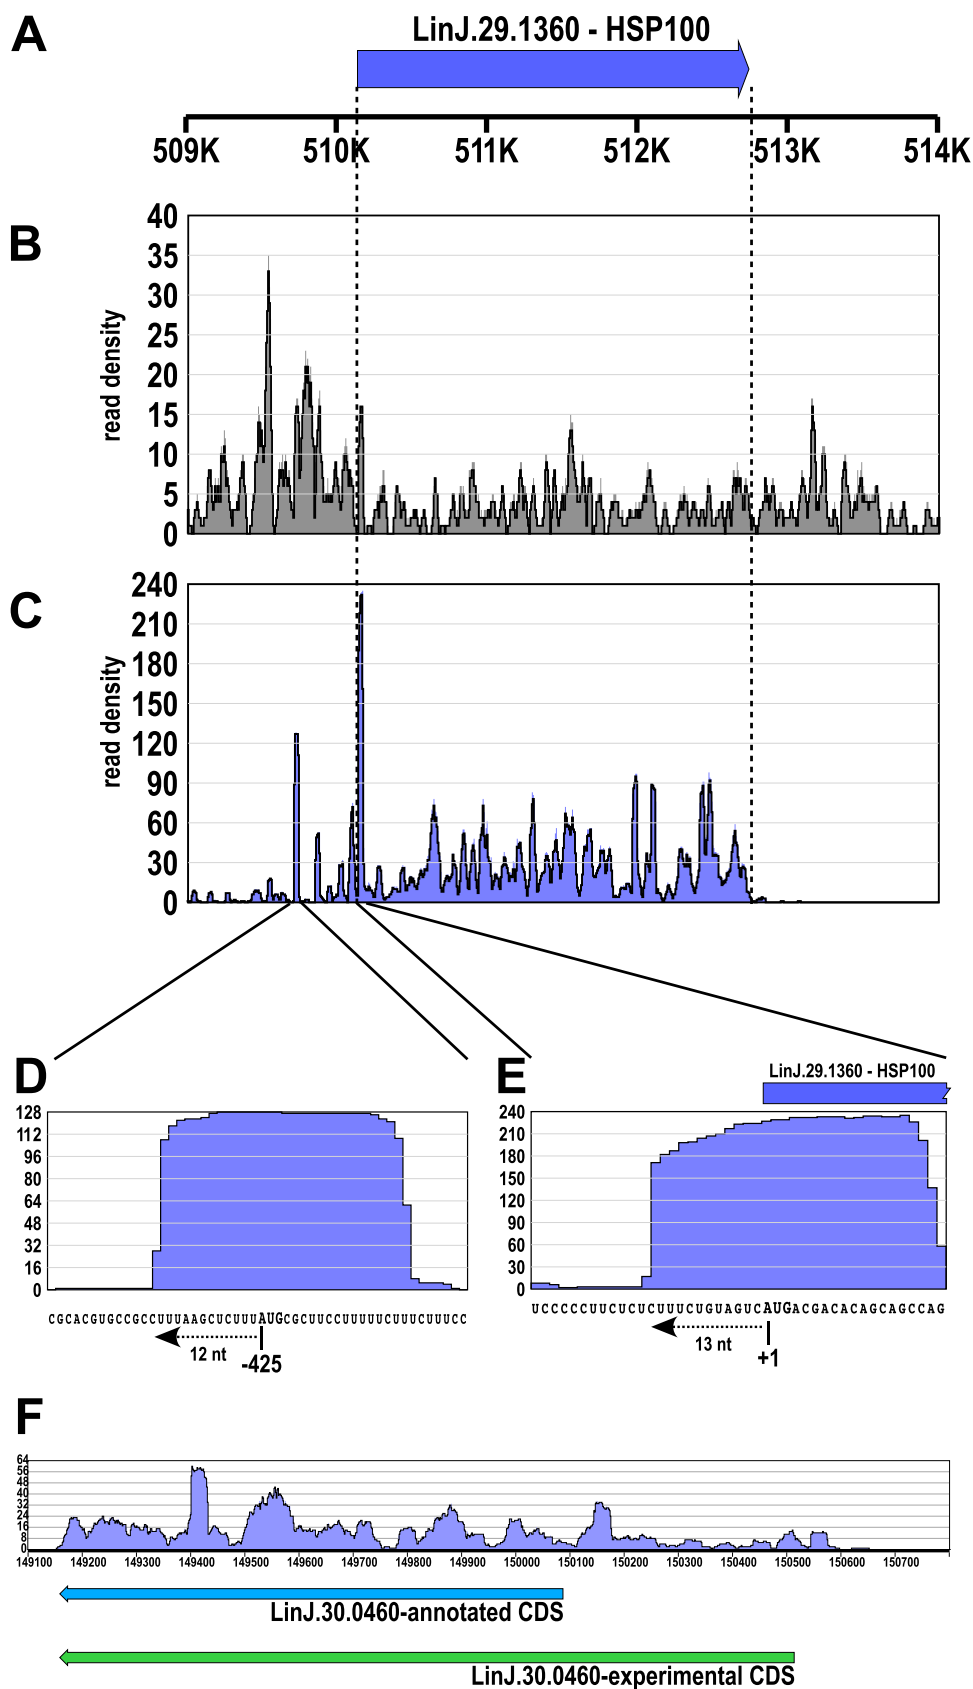 A
LinJ.29.1360 - HSP100
509K 510K 511K 512K 513K 514K
B
read density
40
35
30
25
20
15
10
5
0
C
read density
240
210
180
150
120
90
60
30
0
D
128
112
96
80
64
48
32
16
0
CGCACGUGCCGCCUUUAAGCUCUUUAUGCGCUUCCUUUUUCUUUCUUUCC
12 nt
-425
E
LinJ.29.1360 - HSP100
240
210
180
150
120
90
60
30
0
UCCCCCUUCUCUCUUUCUGUAGUCAUGACGACACAGCAGCCAG
13 nt
+1
F
64
56
48
40
32
24
16
8
0
149100 149200 149300 149400 149500 149600 149700 149800 149900 150000 150100 150200 150300 150400 150500 150600 150700
LinJ.30.0460-annotated CDS
LinJ.30.0460-experimental CDS